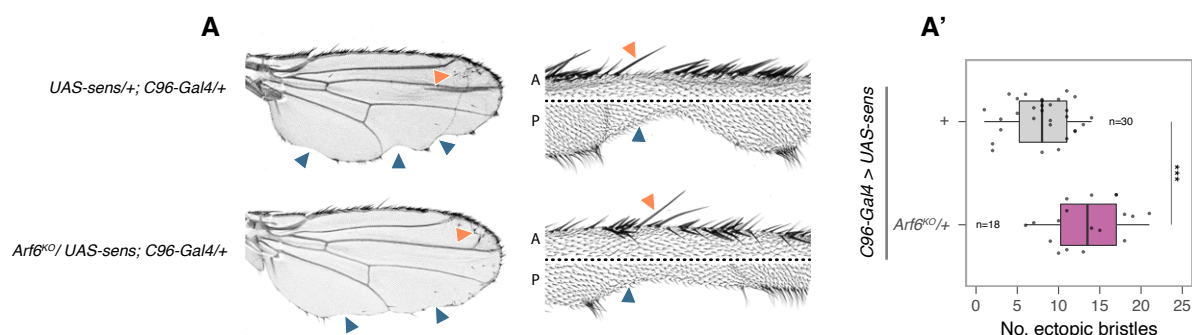 A
UAS-sens/+; C96-Gal4/+
A
P
Arf6KO/ UAS-sens; C96-Gal4/+
A
P
A'
C96-Gal4 > UAS-sens
+
n=30
Arf6KO/+
n=18
***
0 5 10 15 20 25
No. ectopic bristles